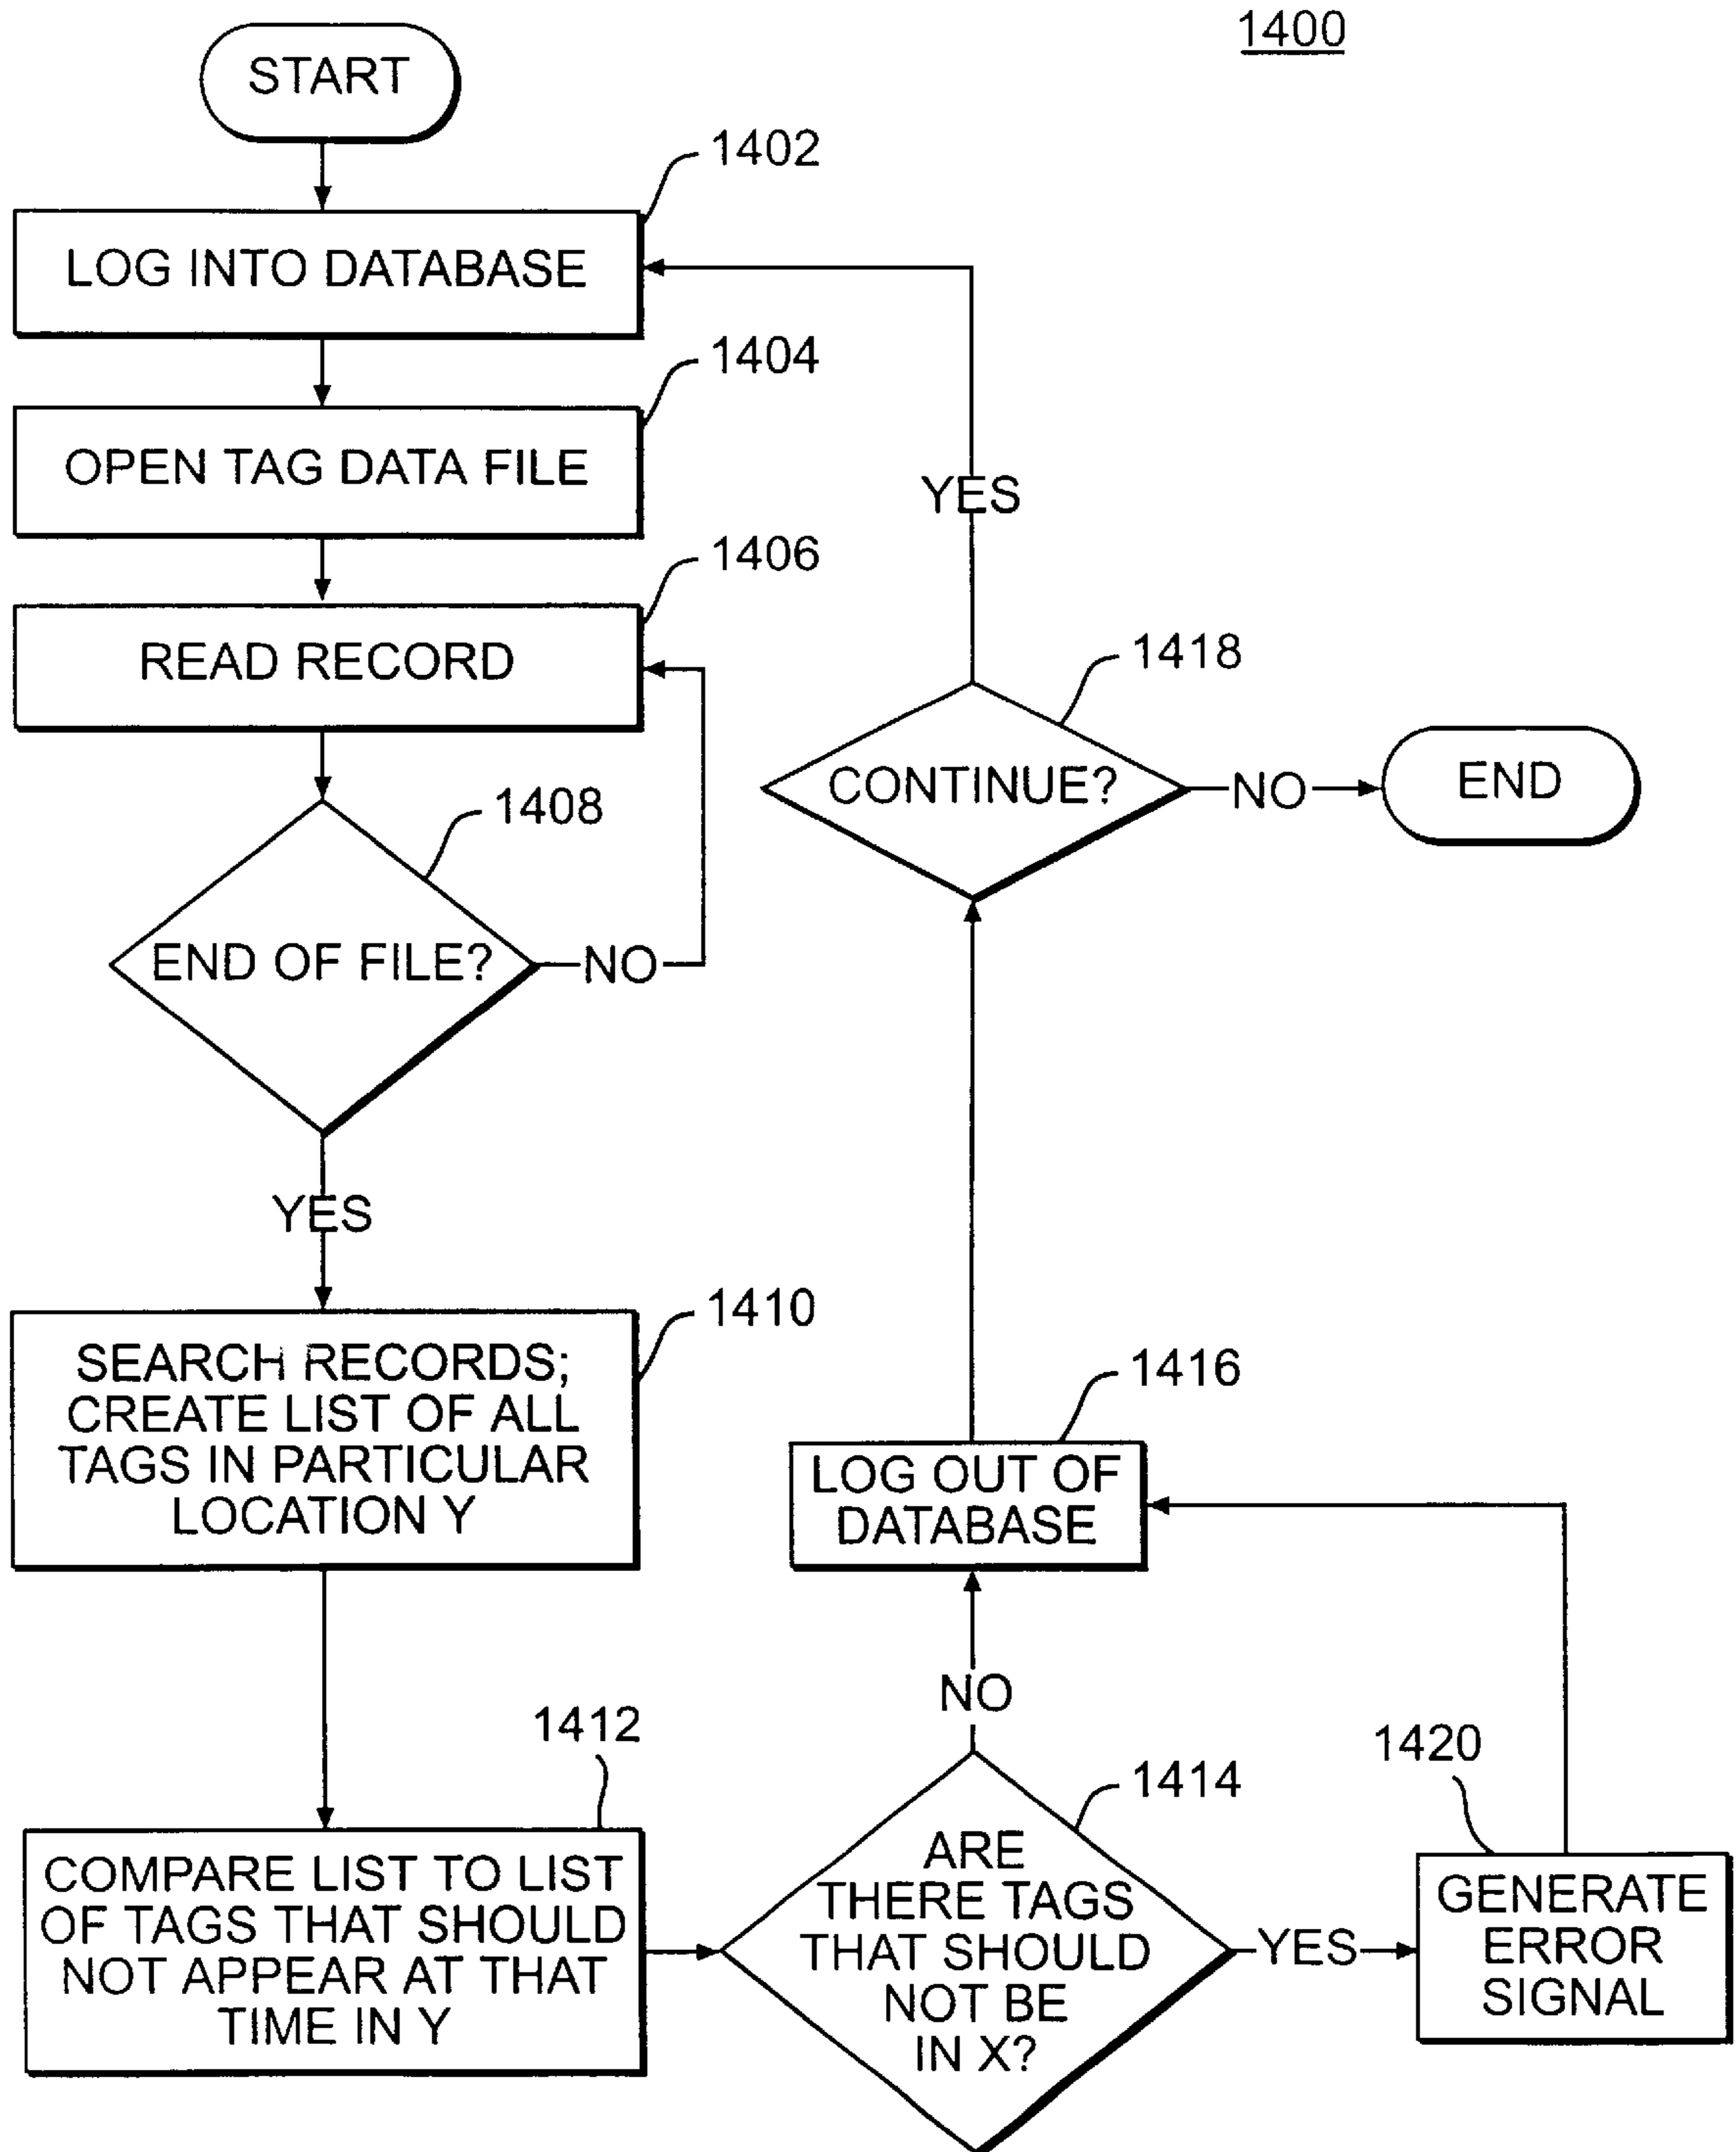 1400
START
1402
LOG INTO DATABASE
1404
OPEN TAG DATA FILE
1406
READ RECORD
1408
END OF FILE?
NO
YES
1410
SEARCH RECORDS;
CREATE LIST OF ALL
TAGS IN PARTICULAR
LOCATION Y
1412
COMPARE LIST TO LIST
OF TAGS THAT SHOULD
NOT APPEAR AT THAT
TIME IN Y
1414
ARE
THERE TAGS
THAT SHOULD
NOT BE
IN X?
YES
1420
GENERATE
ERROR
SIGNAL
NO
1416
LOG OUT OF
DATABASE
1418
CONTINUE?
YES
NO
END